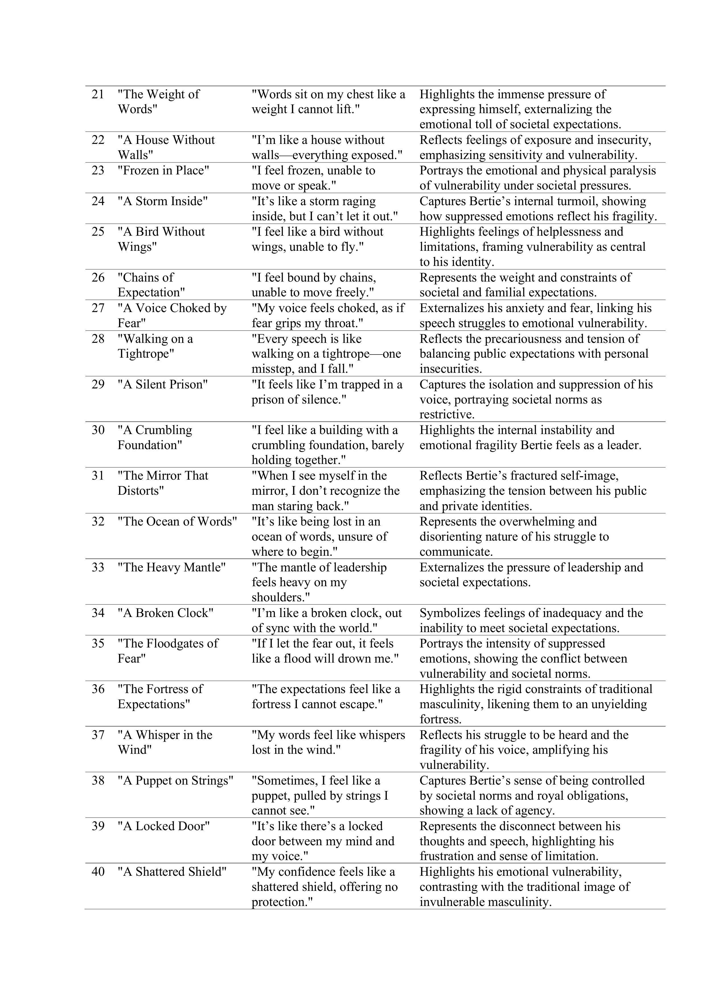 21 "The Weight of Words" "Words sit on my chest like a weight I cannot lift." Highlights the immense pressure of expressing himself, externalizing the emotional toll of societal expectations.
22 "A House Without Walls" "I’m like a house without walls—everything exposed." Reflects feelings of exposure and insecurity, emphasizing sensitivity and vulnerability.
23 "Frozen in Place" "I feel frozen, unable to move or speak." Portrays the emotional and physical paralysis of vulnerability under societal pressures.
24 "A Storm Inside" "It’s like a storm raging inside, but I can’t let it out." Captures Bertie’s internal turmoil, showing how suppressed emotions reflect his fragility.
25 "A Bird Without Wings" "I feel like a bird without wings, unable to fly." Highlights feelings of helplessness and limitations, framing vulnerability as central to his identity.
26 "Chains of Expectation" "I feel bound by chains, unable to move freely." Represents the weight and constraints of societal and familial expectations.
27 "A Voice Choked by Fear" "My voice feels choked, as if fear grips my throat." Externalizes his anxiety and fear, linking his speech struggles to emotional vulnerability.
28 "Walking on a Tightrope" "Every speech is like walking on a tightrope—one misstep, and I fall." Reflects the precariousness and tension of balancing public expectations with personal insecurities.
29 "A Silent Prison" "It feels like I’m trapped in a prison of silence." Captures the isolation and suppression of his voice, portraying societal norms as restrictive.
30 "A Crumbling Foundation" "I feel like a building with a crumbling foundation, barely holding together." Highlights the internal instability and emotional fragility Bertie feels as a leader.
31 "The Mirror That Distorts" "When I see myself in the mirror, I don’t recognize the man staring back." Reflects Bertie’s fractured self-image, emphasizing the tension between his public and private identities.
32 "The Ocean of Words" "It’s like being lost in an ocean of words, unsure of where to begin." Represents the overwhelming and disorienting nature of his struggle to communicate.
33 "The Heavy Mantle" "The mantle of leadership feels heavy on my shoulders." Externalizes the pressure of leadership and societal expectations.
34 "A Broken Clock" "I’m like a broken clock, out of sync with the world." Symbolizes feelings of inadequacy and the inability to meet societal expectations.
35 "The Floodgates of Fear" "If I let the fear out, it feels like a flood will drown me." Portrays the intensity of suppressed emotions, showing the conflict between vulnerability and societal norms.
36 "The Fortress of Expectations" "The expectations feel like a fortress I cannot escape." Highlights the rigid constraints of traditional masculinity, likening them to an unyielding fortress.
37 "A Whisper in the Wind" "My words feel like whispers lost in the wind." Reflects his struggle to be heard and the fragility of his voice, amplifying his vulnerability.
38 "A Puppet on Strings" "Sometimes, I feel like a puppet, pulled by strings I cannot see." Captures Bertie’s sense of being controlled by societal norms and royal obligations, showing a lack of agency.
39 "A Locked Door" "It’s like there’s a locked door between my mind and my voice." Represents the disconnect between his thoughts and speech, highlighting his frustration and sense of limitation.
40 "A Shattered Shield" "My confidence feels like a shattered shield, offering no protection." Highlights his emotional vulnerability, contrasting with the traditional image of invulnerable masculinity.